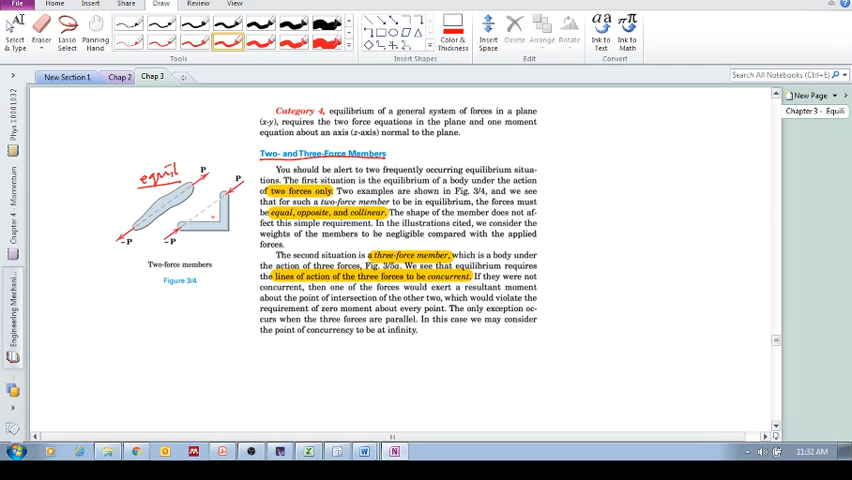 File
Home
Insert
Draw
Review
View
Select & Type
Eraser
Lasso Select
Panning Hand
Color & Thickness
Insert Space
Delete
Arrange
Rotate
Ink to Text
Ink to Math
Tools
Insert Shapes
Edit
Convert
New Section 1
Chap 2
Chap 3
Search All Notebooks (Ctrl+E)
New Page
Chapter 3 - Equili
Phys 10041032
Chapter 4 - Momentum
Engineering Mechani
Category 4, equilibrium of a general system of forces in a plane
(x-y), requires the two force equations in the plane and one moment
equation about an axis (z-axis) normal to the plane.
Two- and Three-Force Members
You should be alert to two frequently occurring equilibrium situa-
tions. The first situation is the equilibrium of a body under the action
of two forces only. Two examples are shown in Fig. 3/4, and we see
that for such a two-force member to be in equilibrium, the forces must
be equal, opposite, and collinear. The shape of the member does not af-
fect this simple requirement. In the illustrations cited, we consider the
weights of the members to be negligible compared with the applied
forces.
The second situation is a three-force member, which is a body under
the action of three forces, Fig. 3/5a. We see that equilibrium requires
the lines of action of the three forces to be concurrent. If they were not
concurrent, then one of the forces would exert a resultant moment
about the point of intersection of the other two, which would violate the
requirement of zero moment about every point. The only exception oc-
curs when the three forces are parallel. In this case we may consider
the point of concurrency to be at infinity.
equil
P
P
-P
-P
Two-force members
Figure 3/4
11:32 AM